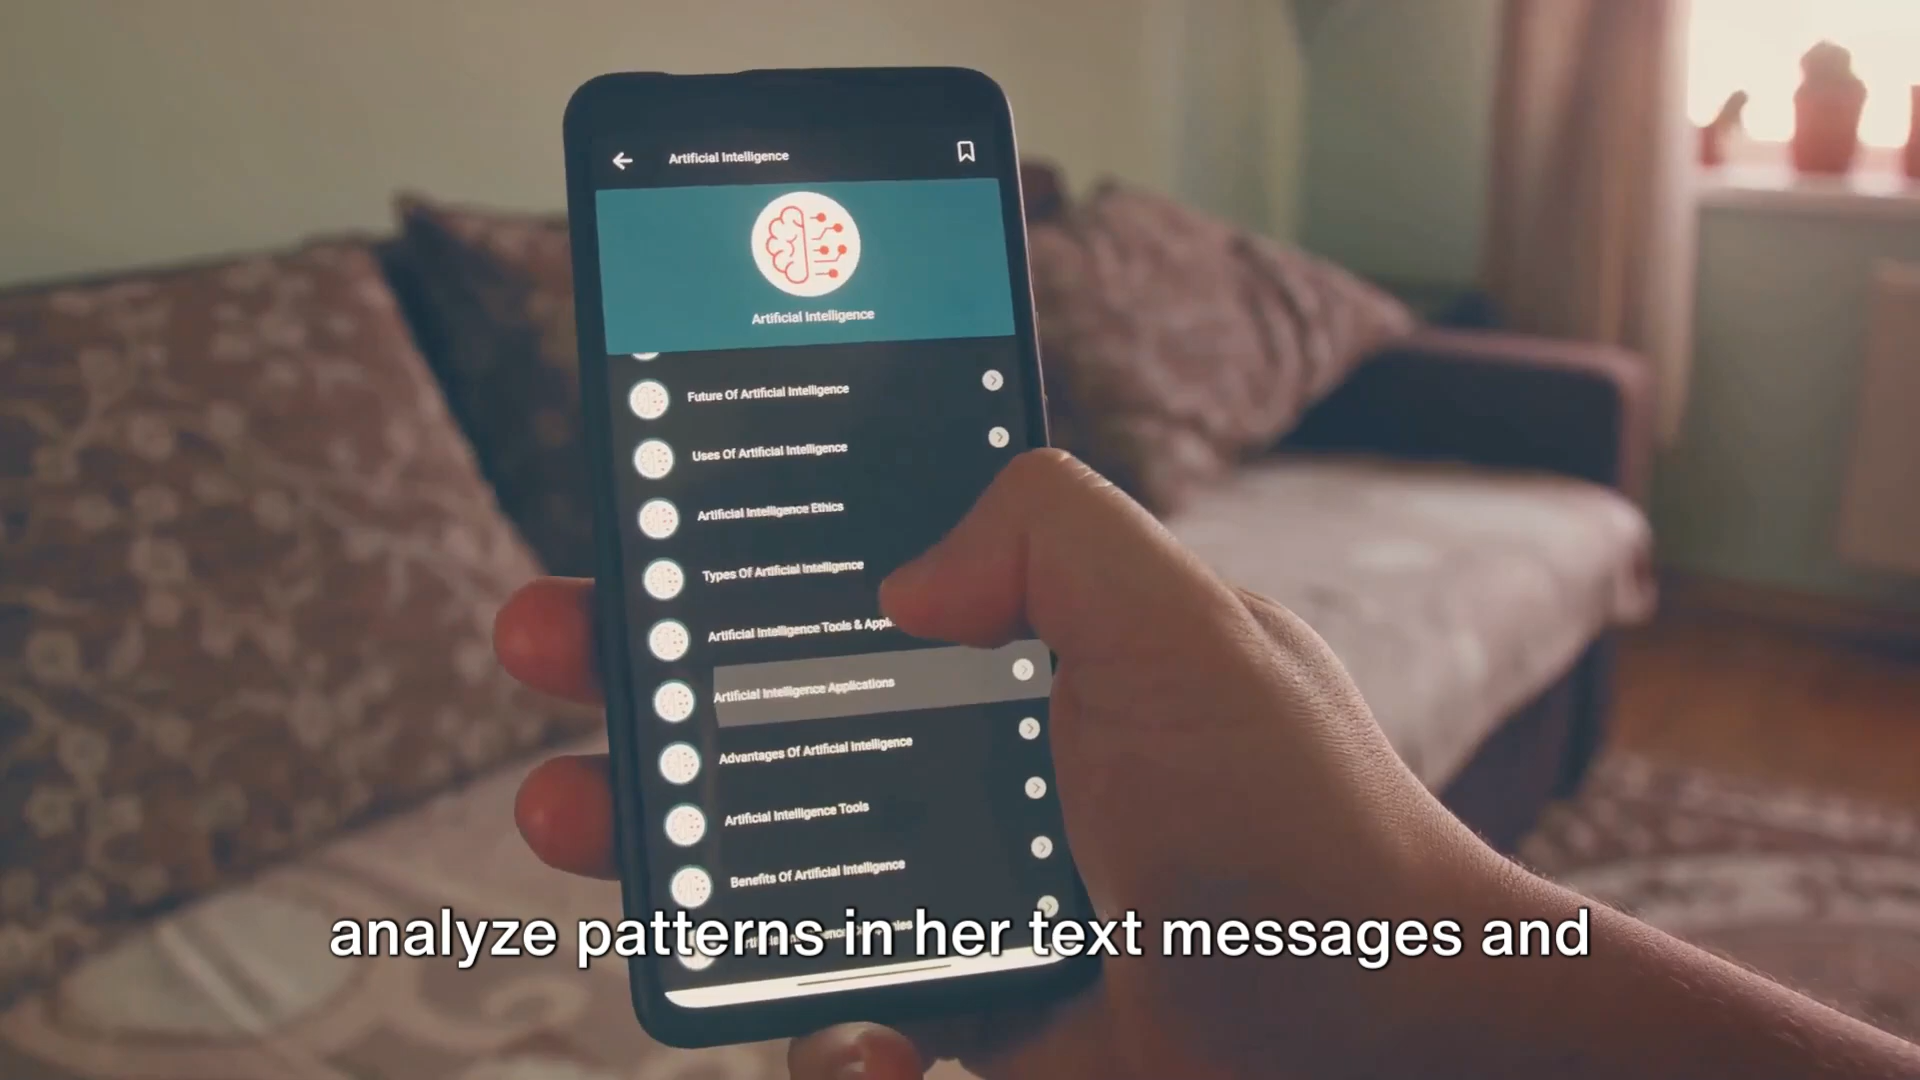 Artificial Intelligence
Artificial Intelligence
Future Of Artificial Intelligence
Uses Of Artificial Intelligence
Artificial Intelligence Ethics
Types Of Artificial Intelligence
Artificial Intelligence Tools &
Artificial Intelligence Applications
Advantages Of Artificial Intelligence
Artificial Intelligence Tools
Benefits Of Artificial Intelligence
analyze patterns in her text messages and